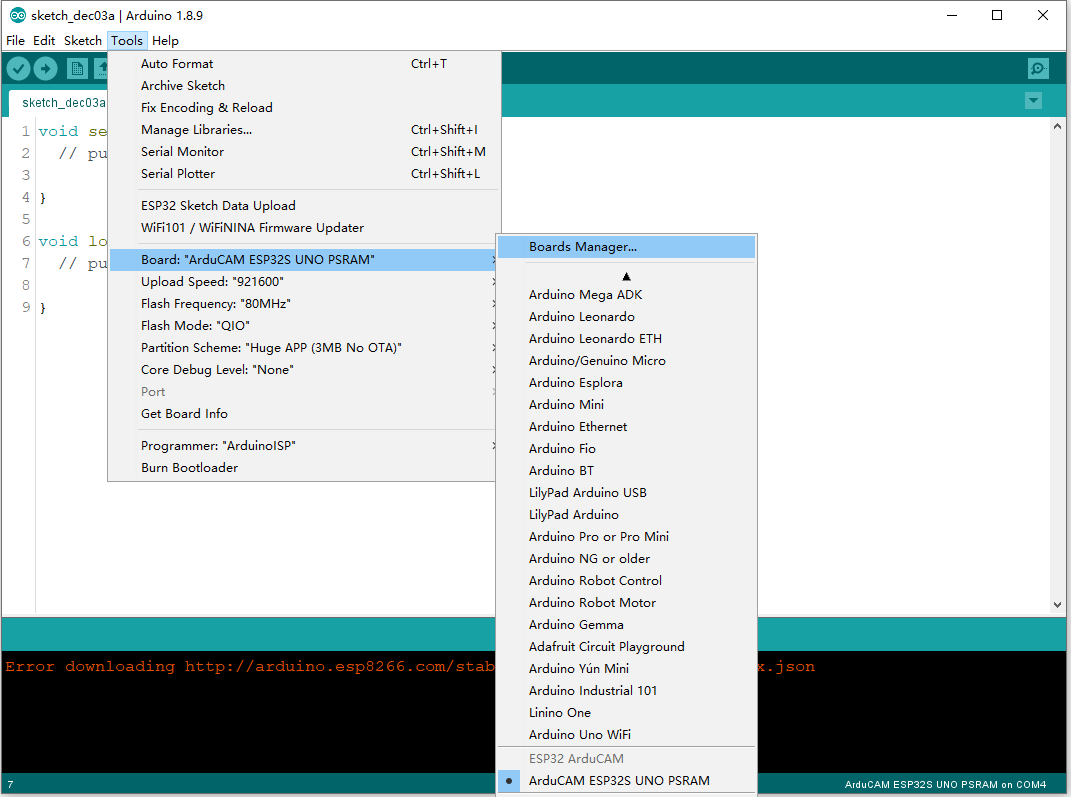 sketch_dec03a | Arduino 1.8.9
File Edit Sketch Tools Help
sketch_dec03a
Auto Format Ctrl+T
Archive Sketch
Fix Encoding & Reload
Manage Libraries... Ctrl+Shift+I
Serial Monitor Ctrl+Shift+M
Serial Plotter Ctrl+Shift+L
ESP32 Sketch Data Upload
WiFi101 / WiFiNINA Firmware Updater
Board: "ArduCAM ESP32S UNO PSRAM"
Upload Speed: "921600"
Flash Frequency: "80MHz"
Flash Mode: "QIO"
Partition Scheme: "Huge APP (3MB No OTA)"
Core Debug Level: "None"
Port
Get Board Info
Programmer: "ArduinoISP"
Burn Bootloader
1 void se
2 // pu
3
4 }
5
6 void lo
7 // pu
8
9 }
Boards Manager...
Arduino Mega ADK
Arduino Leonardo
Arduino Leonardo ETH
Arduino/Genuino Micro
Arduino Esplora
Arduino Mini
Arduino Ethernet
Arduino Fio
Arduino BT
LilyPad Arduino USB
LilyPad Arduino
Arduino Pro or Pro Mini
Arduino NG or older
Arduino Robot Control
Arduino Robot Motor
Arduino Gemma
Adafruit Circuit Playground
Arduino Yún Mini
Arduino Industrial 101
Linino One
Arduino Uno WiFi
ESP32 ArduCAM
ArduCAM ESP32S UNO PSRAM
Error downloading http://arduino.esp8266.com/stab x.json
7 ArduCAM ESP32S UNO PSRAM on COM4